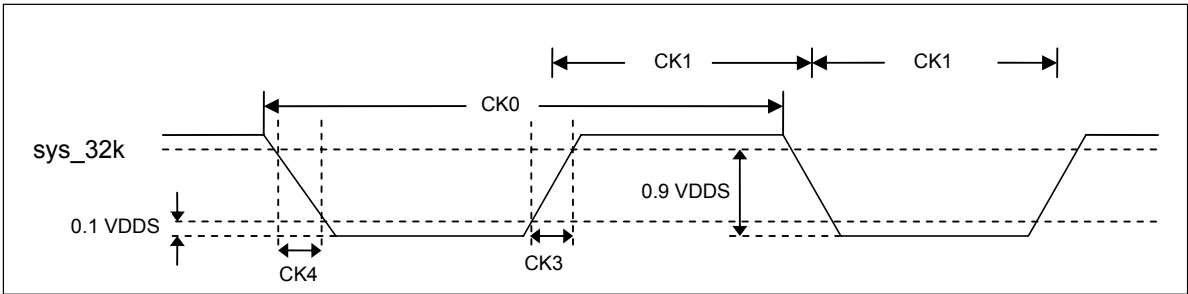 CK1
CK1
CK0
sys_32k
0.9 VDDS
0.1 VDDS
CK4
CK3